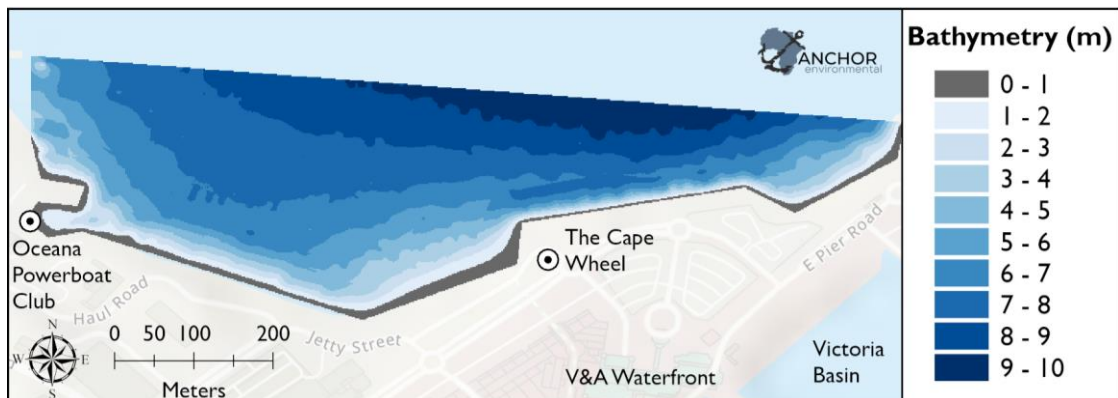 ANCHOR
environmental
Oceana
Powerboat
Club
The Cape
Wheel
E Pier Road
Haul Road
Jetty Street
N
W
E
S
0 50 100 200
Meters
V&A Waterfront
Victoria
Basin
Bathymetry (m)
0 - 1
1 - 2
2 - 3
3 - 4
4 - 5
5 - 6
6 - 7
7 - 8
8 - 9
9 - 10